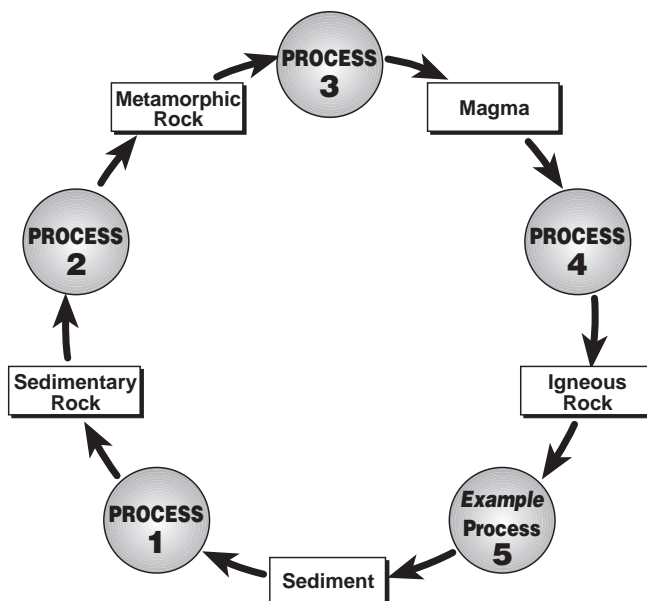 PROCESS
3
Metamorphic
Rock
Magma
PROCESS
2
PROCESS
4
Sedimentary
Rock
Igneous
Rock
PROCESS
1
Example
Process
5
Sediment